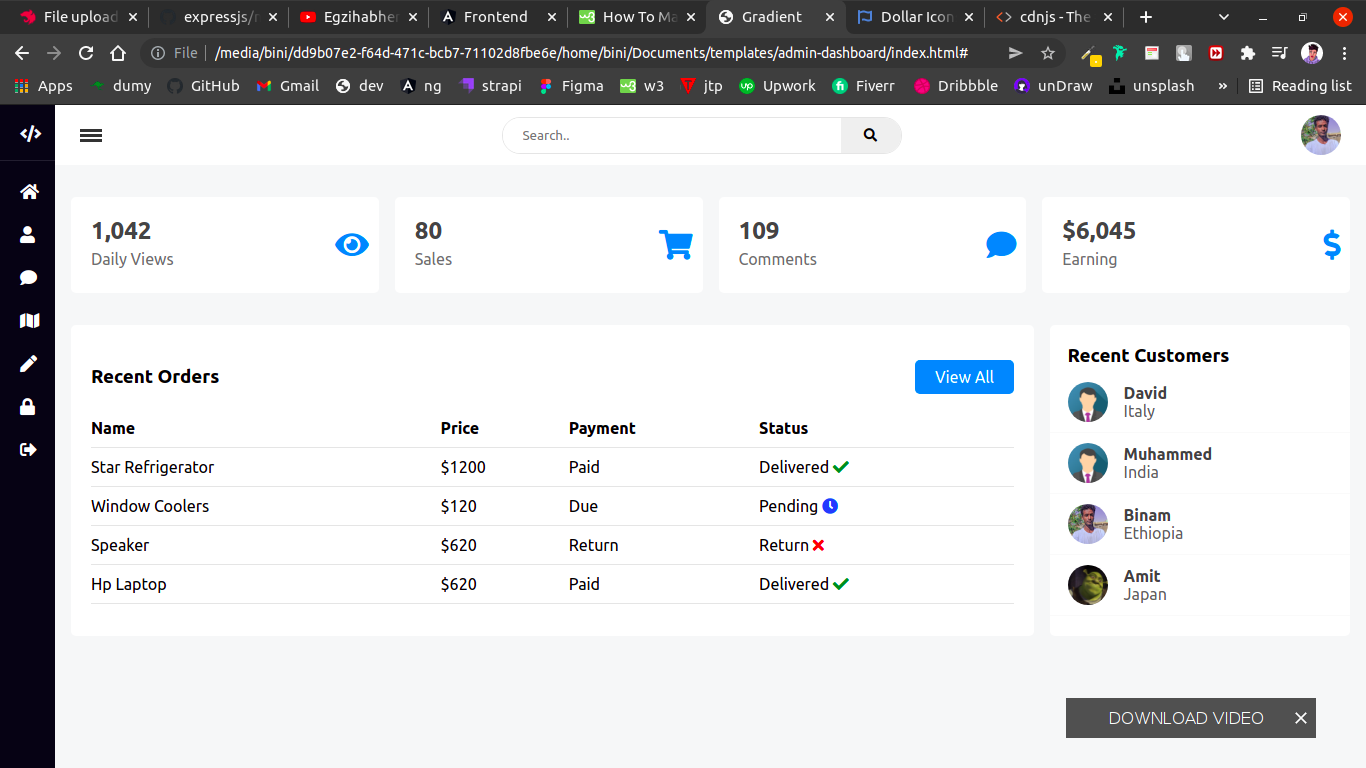 File upload
expressjs/r
Egzihabher
Frontend
How To Ma
Gradient
Dollar Icon
cdnjs - The
File /media/bini/dd9b07e2-f64d-471c-bcb7-71102d8fbe6e/home/bini/Documents/templates/admin-dashboard/index.html#
Apps dumy GitHub Gmail dev ng strapi Figma w3 jtp Upwork Fiverr Dribbble unDraw unsplash » Reading list
Search..
1,042
Daily Views
80
Sales
109
Comments
$6,045
Earning
Recent Orders
View All
Name Price Payment Status
Star Refrigerator $1200 Paid Delivered
Window Coolers $120 Due Pending
Speaker $620 Return Return
Hp Laptop $620 Paid Delivered
Recent Customers
David
Italy
Muhammed
India
Binam
Ethiopia
Amit
Japan
DOWNLOAD VIDEO